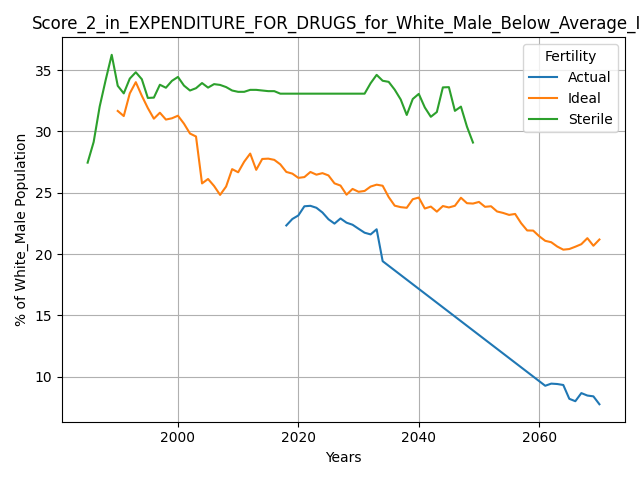 Score_2_in_EXPENDITURE_FOR_DRUGS_for_White_Male_Below_Average_I
Fertility
Actual
Ideal
Sterile
% of White_Male Population
35
30
25
20
15
10
2000 2020 2040 2060
Years